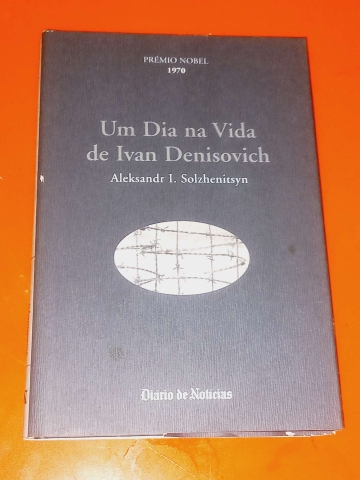 PRÉMIO NOBEL
1970
Um Dia na Vida
de Ivan Denisovich
Aleksandr I. Solzhenitsyn
Diário de Notícias